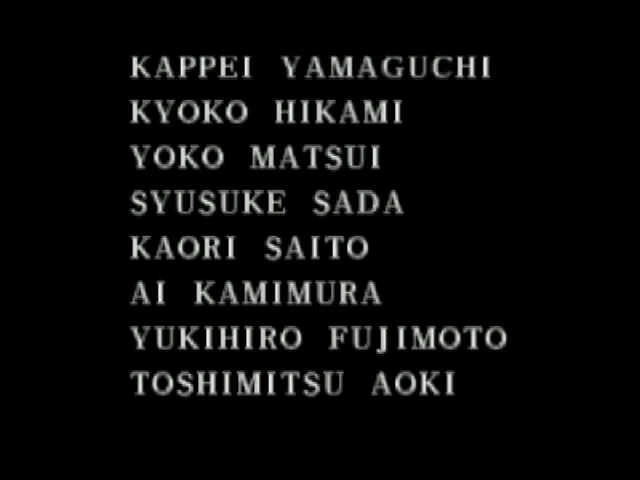 KAPPEI YAMAGUCHI
KYOKO HIKAMI
YOKO MATSUI
SYUSUKE SADA
KAORI SAITO
AI KAMIMURA
YUKIHIRO FUJIMOTO
TOSHIMITSU AOKI